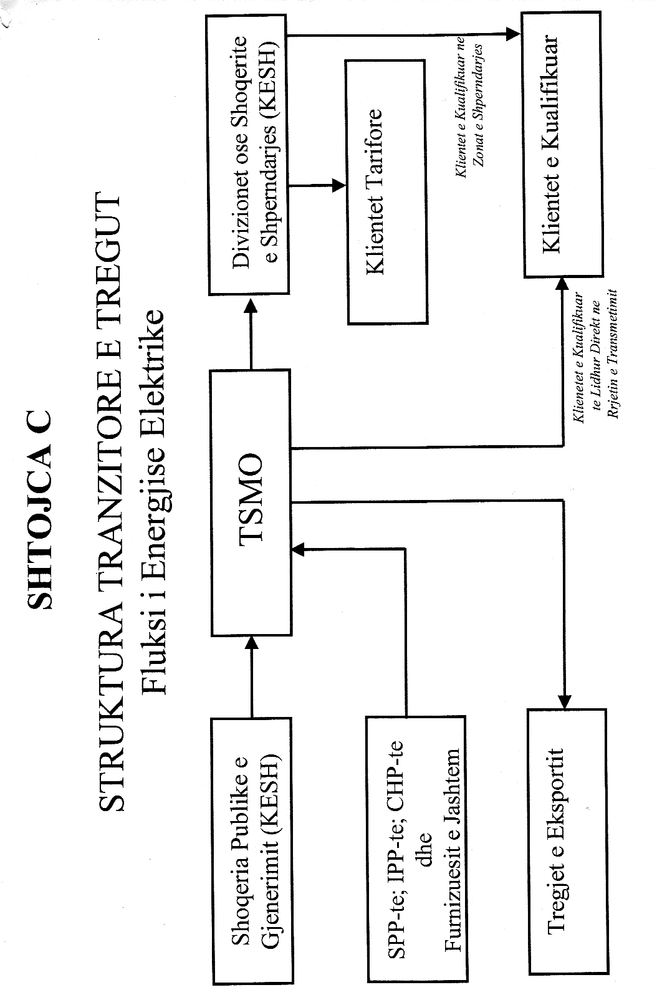 SHTOJCA C
STRUKTURA TRANZITORE E TREGUT
Fluksi i Energjise Elektrike
Shoqeria Publike e
Gjenerimit (KESH)
TSMO
Divizionet ose Shoqerite
e Shperndarjes (KESH)
SPP-te; IPP-te; CHP-te
dhe
Furnizuesit e Jashtem
Klientet Tarifore
Klientet e Kualifikuar ne
Zonat e Shperndarjes
Tregjet e Eksportit
Klientet e Kualifikuar
Klienetet e Kualifikuar
te Lidhur Direkt ne
Rrjetin e Transmetimit